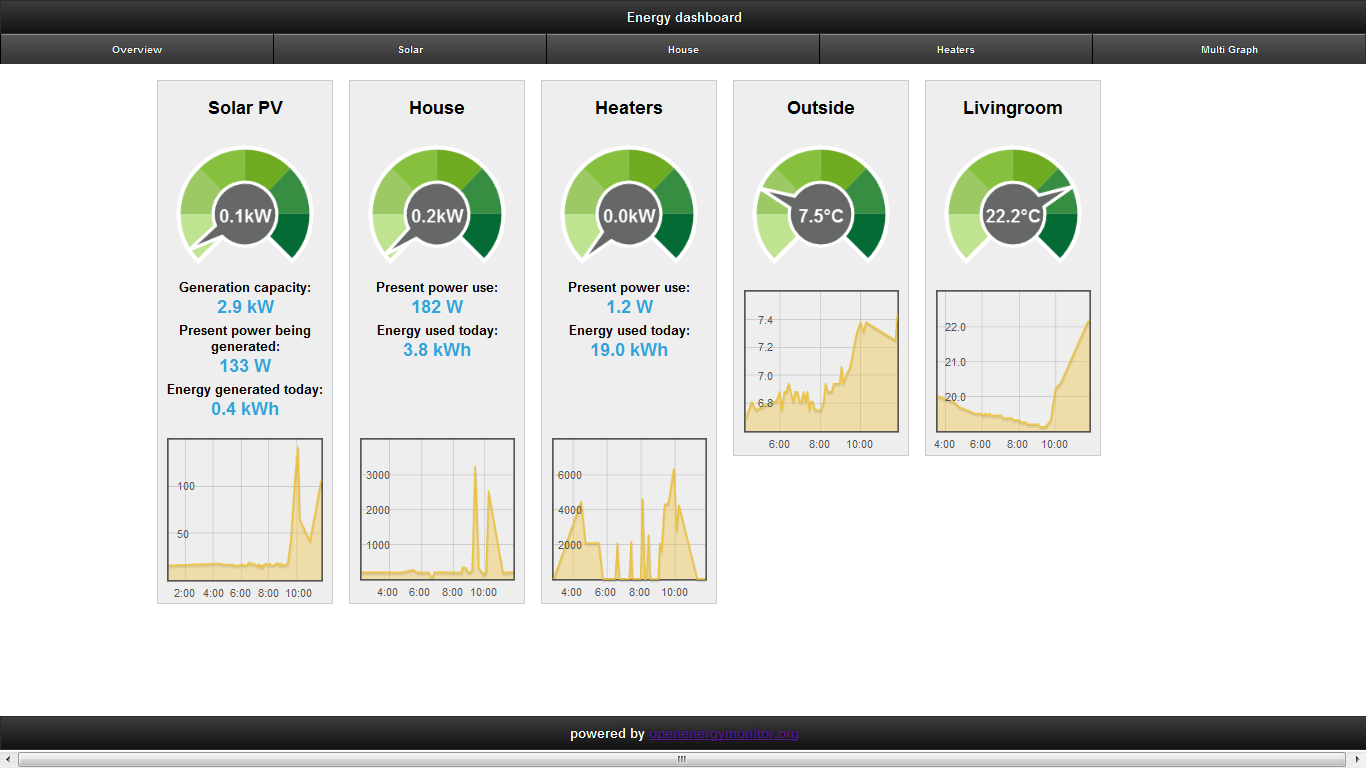 Energy dashboard
Overview
Solar
House
Heaters
Multi Graph
Solar PV
0.1kW
Generation capacity:
2.9 kW
Present power being
generated:
133 W
Energy generated today:
0.4 kWh
100
50
2:00 4:00 6:00 8:00 10:00
House
0.2kW
Present power use:
182 W
Energy used today:
3.8 kWh
3000
2000
1000
4:00 6:00 8:00 10:00
Heaters
0.0kW
Present power use:
1.2 W
Energy used today:
19.0 kWh
6000
4000
2000
4:00 6:00 8:00 10:00
Outside
7.5°C
7.4
7.2
7.0
6.8
6:00 8:00 10:00
Livingroom
22.2°C
22.0
21.0
20.0
4:00 6:00 8:00 10:00
powered by openenergymonitor.org